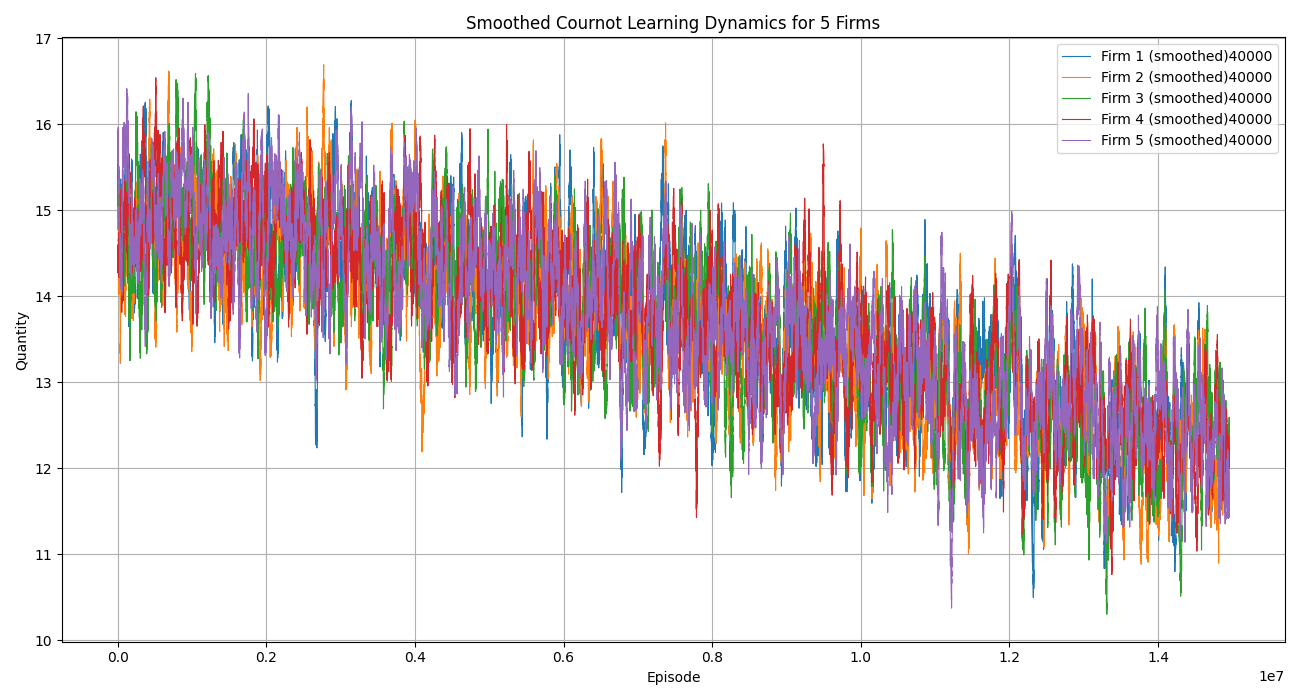 Smoothed Cournot Learning Dynamics for 5 Firms
Firm 1 (smoothed)40000
Firm 2 (smoothed)40000
Firm 3 (smoothed)40000
Firm 4 (smoothed)40000
Firm 5 (smoothed)40000
Quantity
17
16
15
14
13
12
11
10
0.0 0.2 0.4 0.6 0.8 1.0 1.2 1.4
1e7
Episode